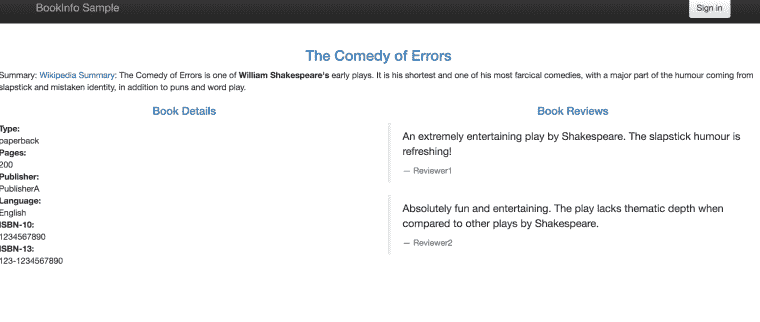 BookInfo Sample
Sign in
The Comedy of Errors
Summary: Wikipedia Summary: The Comedy of Errors is one of William Shakespeare's early plays. It is his shortest and one of his most farcical comedies, with a major part of the humour coming from
slapstick and mistaken identity, in addition to puns and word play.
Book Details
Type:
paperback
Pages:
200
Publisher:
PublisherA
Language:
English
ISBN-10:
1234567890
ISBN-13:
123-1234567890
Book Reviews
An extremely entertaining play by Shakespeare. The slapstick humour is
refreshing!
— Reviewer1
Absolutely fun and entertaining. The play lacks thematic depth when
compared to other plays by Shakespeare.
— Reviewer2